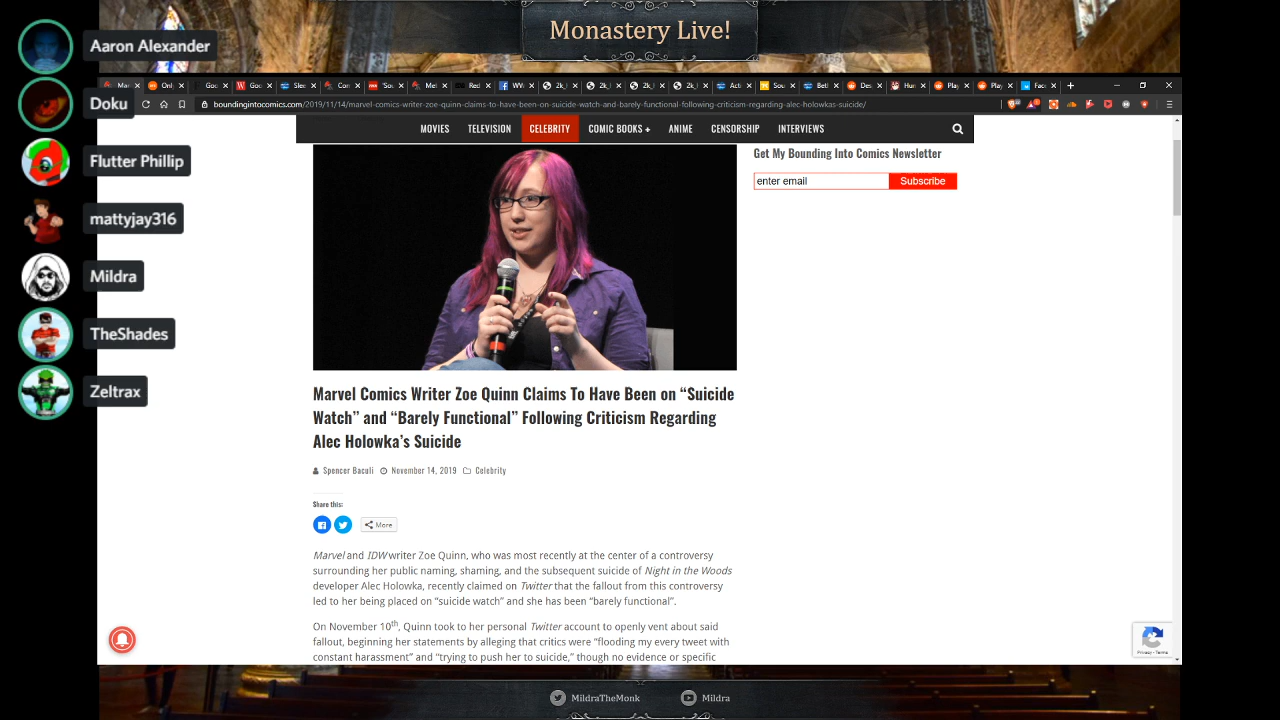 Monastery Live!
Aaron Alexander
Doku
Flutter Phillip
mattyjay316
Mildra
TheShades
Zeltrax
boundingintocomics.com/2019/11/14/marvel-comics-writer-zoe-quinn-claims-to-have-been-on-suicide-watch-and-barely-functional-following-criticism-regarding-alec-holowkas-suicide/
MOVIES TELEVISION CELEBRITY COMIC BOOKS + ANIME CENSORSHIP INTERVIEWS
Get My Bounding Into Comics Newsletter
enter email Subscribe
Marvel Comics Writer Zoe Quinn Claims To Have Been on “Suicide
Watch” and “Barely Functional” Following Criticism Regarding
Alec Holowka’s Suicide
Spencer Baculi November 14, 2019 Celebrity
Share this:
More
Marvel and IDW writer Zoe Quinn, who was most recently at the center of a controversy
surrounding her public naming, shaming, and the subsequent suicide of Night in the Woods
developer Alec Holowka, recently claimed on Twitter that the fallout from this controversy
led to her being placed on “suicide watch” and she has been “barely functional”.
On November 10th, Quinn took to her personal Twitter account to openly vent about said
fallout, beginning her statements by alleging that critics were “flooding my every tweet with
constant harassment” and “trying to push her to suicide,” though no evidence or specific
Privacy - Terms
MildraTheMonk Mildra